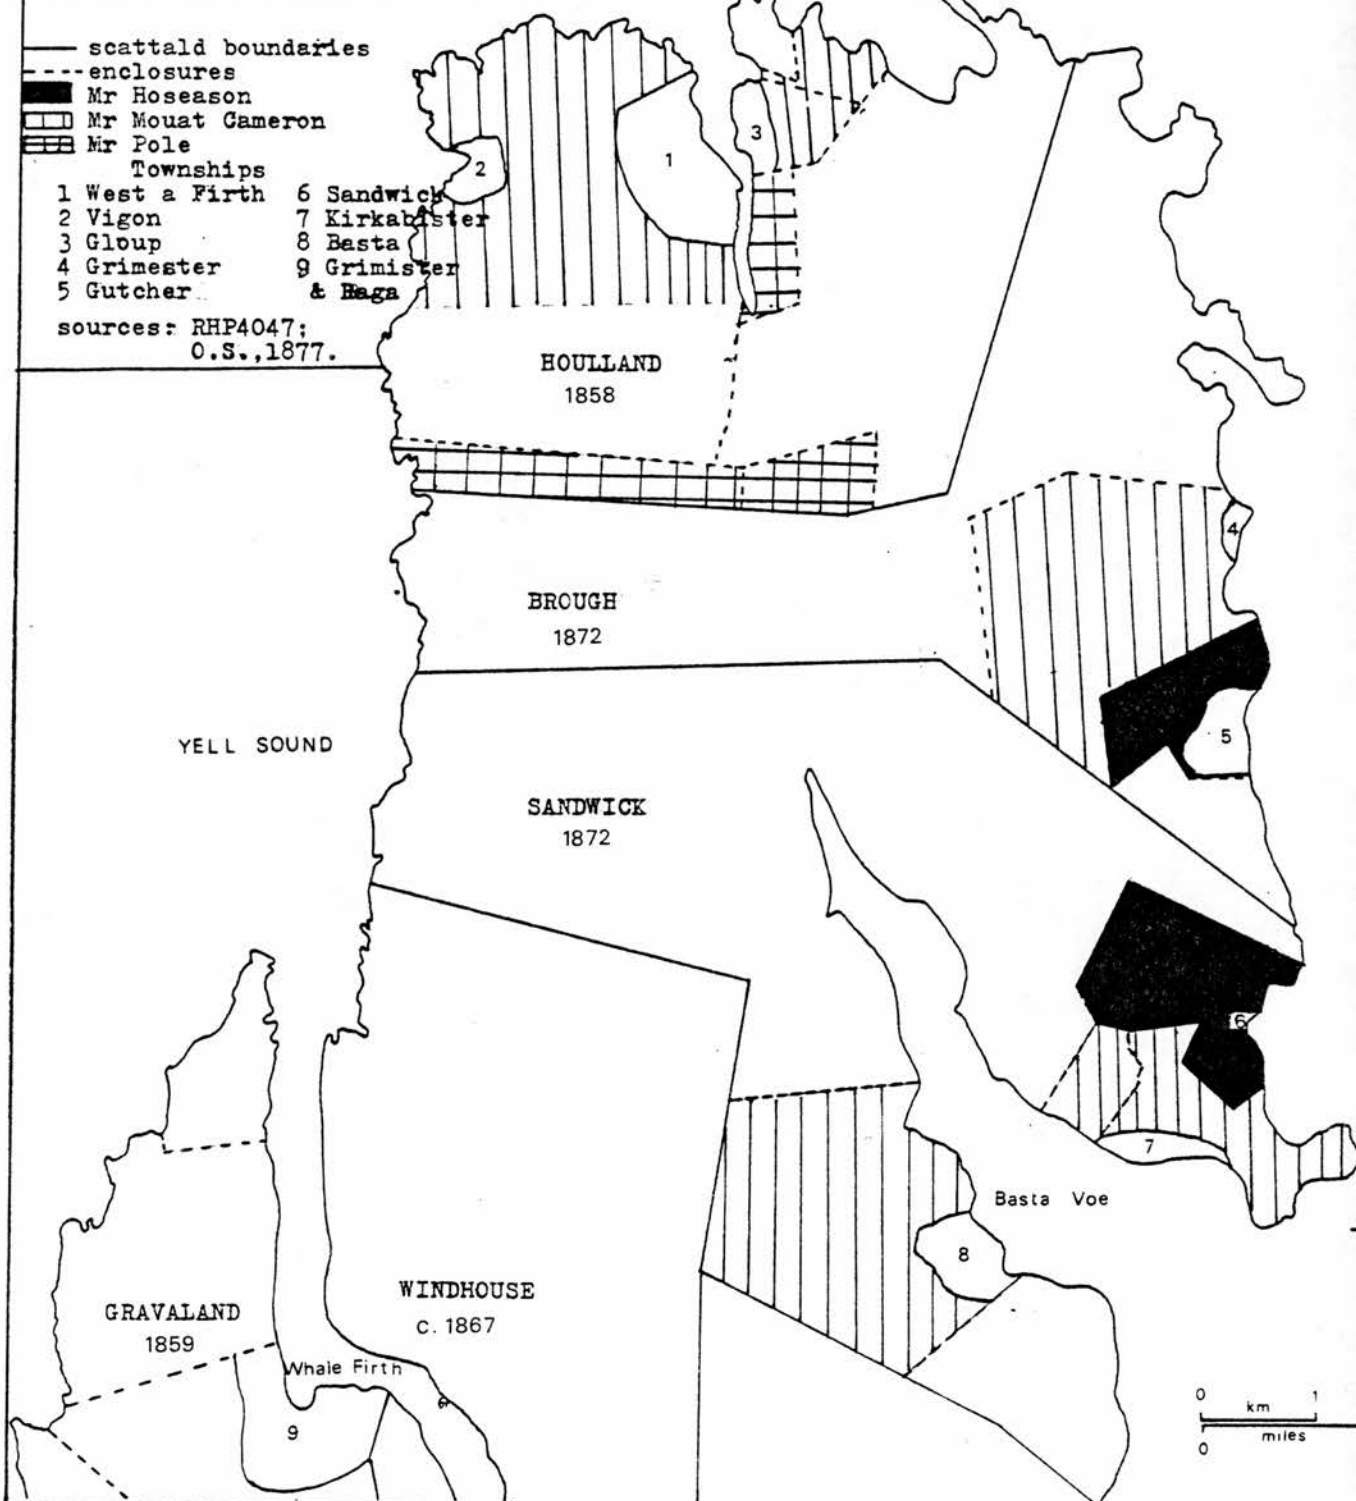 scattald boundaries
enclosures
Mr Hoseason
Mr Mouat Cameron
Mr Pole
Townships
1 West a Firth 6 Sandwick
2 Vigon 7 Kirkabister
3 Gloup 8 Basta
4 Grimester 9 Grimister
5 Gutcher & Haga
sources: RHP4047;
O.S.,1877.
1
2
3
HOULLAND
1858
4
BROUGH
1872
5
YELL SOUND
SANDWICK
1872
6
7
Basta Voe
8
WINDHOUSE
c. 1867
GRAVALAND
1859
Whale Firth
9
0 km 1
0 miles